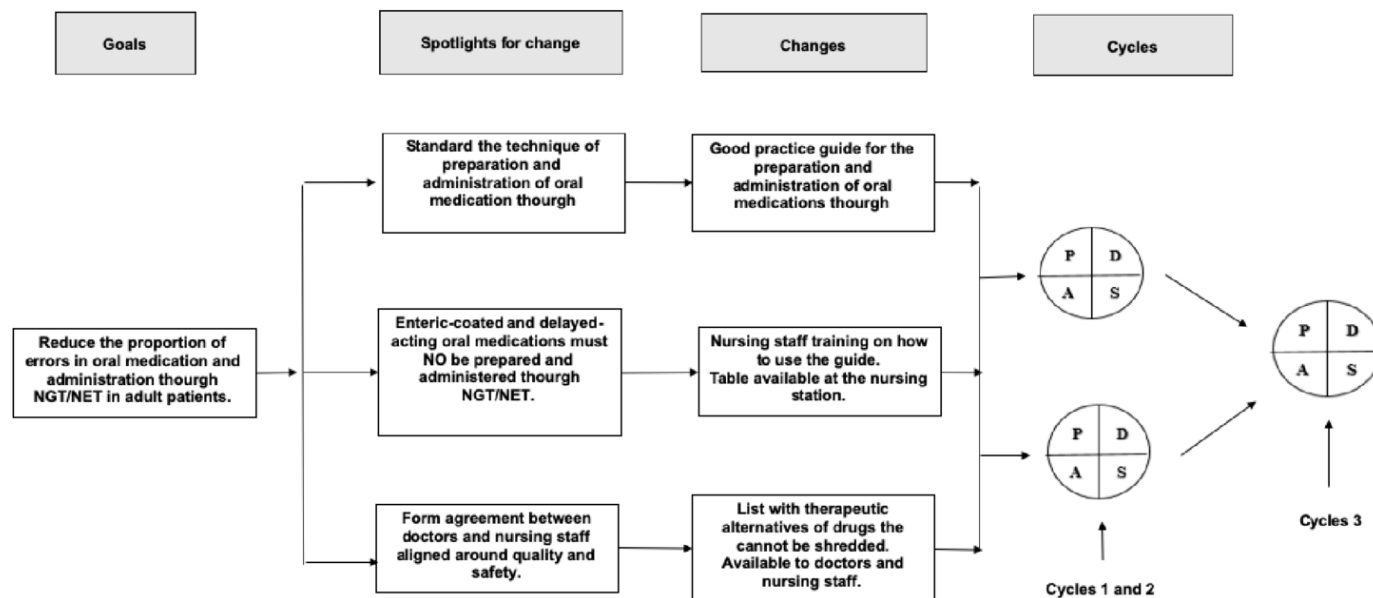 Goals
Spotlights for change
Changes
Cycles
Standard the technique of
preparation and
administration of oral
medication thourgh
Good practice guide for the
preparation and
administration of oral
medications thourgh
P D
A S
Reduce the proportion of
errors in oral medication and
administration thourgh
NGT/NET in adult patients.
Enteric-coated and delayed-
acting oral medications must
NO be prepared and
administered thourgh
NGT/NET.
Nursing staff training on how
to use the guide.
Table available at the nursing
station.
P D
A S
P D
A S
Form agreement between
doctors and nursing staff
aligned around quality and
safety.
List with therapeutic
alternatives of drugs the
cannot be shredded.
Available to doctors and
nursing staff.
Cycles 1 and 2
Cycles 3